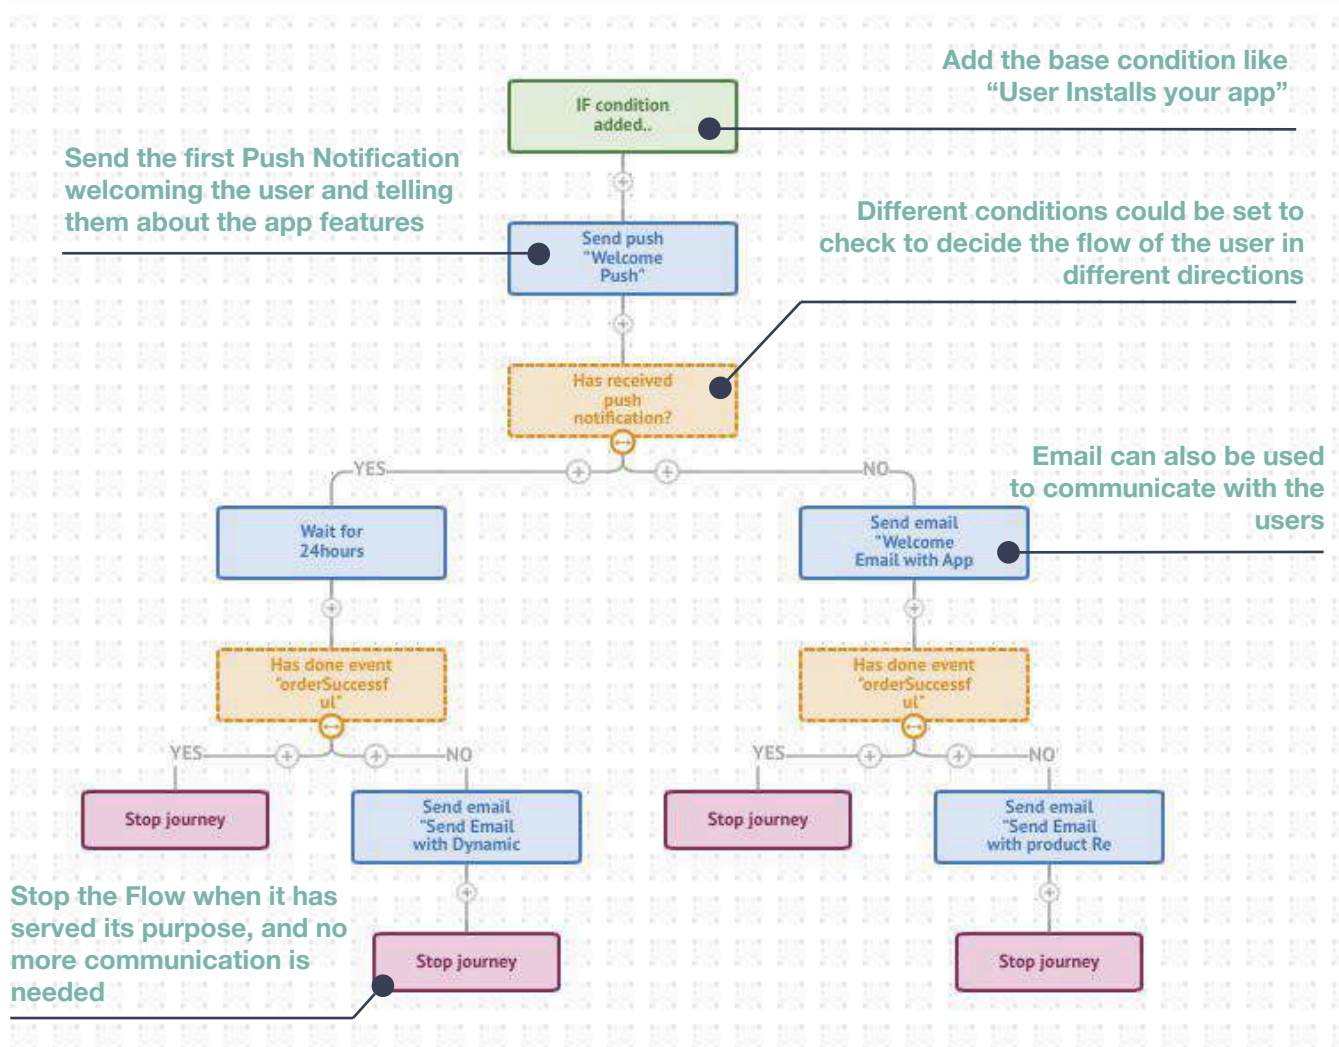 Add the base condition like
“User Installs your app”
IF condition
added..
Send the first Push Notification
welcoming the user and telling
them about the app features
Send push
"Welcome
Push"
Different conditions could be set to
check to decide the flow of the user in
different directions
Has received
push
notification?
YES
NO
Email can also be used
to communicate with the
users
Wait for
24hours
Send email
"Welcome
Email with App
Has done event
"orderSuccessf
ul"
Has done event
"orderSuccessf
ul"
YES
NO
YES
NO
Stop journey
Send email
"Send Email
with Dynamic
Stop journey
Send email
"Send Email
with product Re
Stop the Flow when it has
served its purpose, and no
more communication is
needed
Stop journey
Stop journey